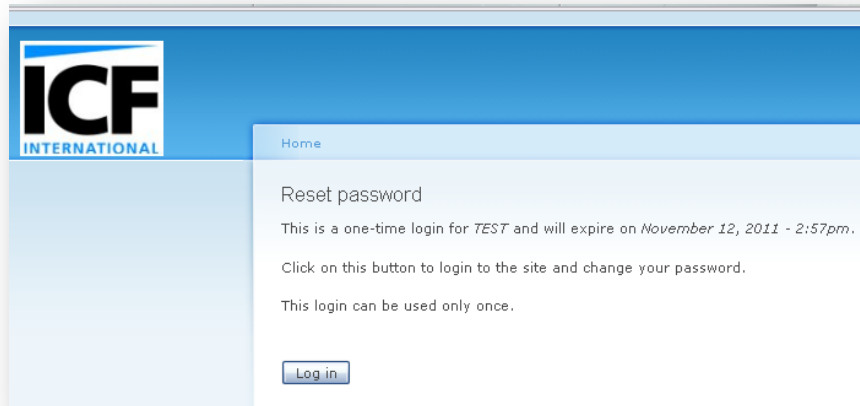 ICF
INTERNATIONAL
Home
Reset password
This is a one-time login for TEST and will expire on November 12, 2011 - 2:57pm.
Click on this button to login to the site and change your password.
This login can be used only once.
Log in